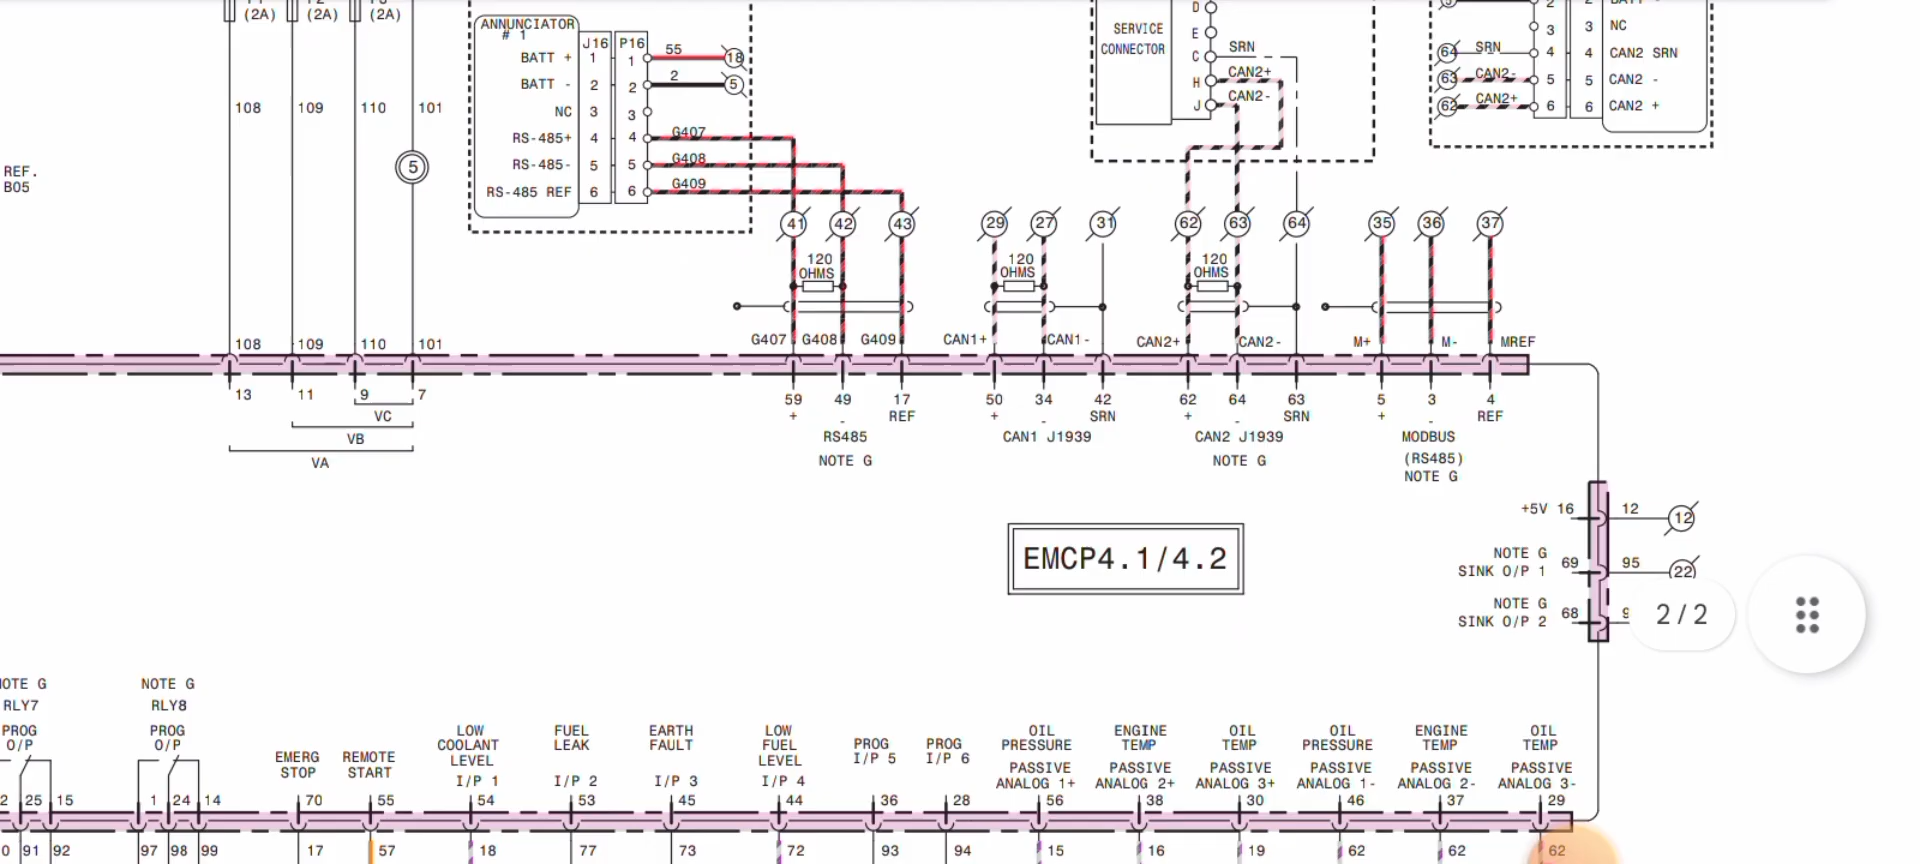 (2A) (2A) (2A)
REF.
B05
108 109 110 101
5
ANNUNCIATOR
# 1
J16 P16
BATT + 1 1 55 18
BATT - 2 2 2 5
NC 3 3
RS-485+ 4 4 G407
RS-485- 5 5 G408
RS-485 REF 6 6 G409
SERVICE
CONNECTOR
D
E
C SRN
H CAN2+
J CAN2-
2 2
3 3 NC
64 SRN 4 4 CAN2 SRN
63 CAN2- 5 5 CAN2 -
62 CAN2+ 6 6 CAN2 +
41 42 43 29 27 31 62 63 64 35 36 37
120
OHMS
120
OHMS
120
OHMS
108 109 110 101
G407 G408 G409 CAN1+ CAN1- CAN2+ CAN2- M+ M- MREF
13 11 9 7
VC
VB
VA
59 49 17
+ - REF
RS485
NOTE G
50 34 42
+ - SRN
CAN1 J1939
62 64 63
+ - SRN
CAN2 J1939
NOTE G
5 3 4
+ - REF
MODBUS
(RS485)
NOTE G
+5V 16 12 12
NOTE G
SINK O/P 1 69 95 22
NOTE G
SINK O/P 2 68
2 / 2
EMCP4.1/4.2
NOTE G
RLY7
PROG
O/P
25 15
91 92
NOTE G
RLY8
PROG
O/P
1 24 14
97 98 99
EMERG
STOP
70
17
REMOTE
START
55
57
LOW
COOLANT
LEVEL
I/P 1
54
18
FUEL
LEAK
I/P 2
53
77
EARTH
FAULT
I/P 3
45
73
LOW
FUEL
LEVEL
I/P 4
44
72
PROG
I/P 5
36
93
PROG
I/P 6
28
94
OIL
PRESSURE
PASSIVE
ANALOG 1+
56
15
ENGINE
TEMP
PASSIVE
ANALOG 2+
38
16
OIL
TEMP
PASSIVE
ANALOG 3+
30
19
OIL
PRESSURE
PASSIVE
ANALOG 1-
46
62
ENGINE
TEMP
PASSIVE
ANALOG 2-
37
62
OIL
TEMP
PASSIVE
ANALOG 3-
29
62